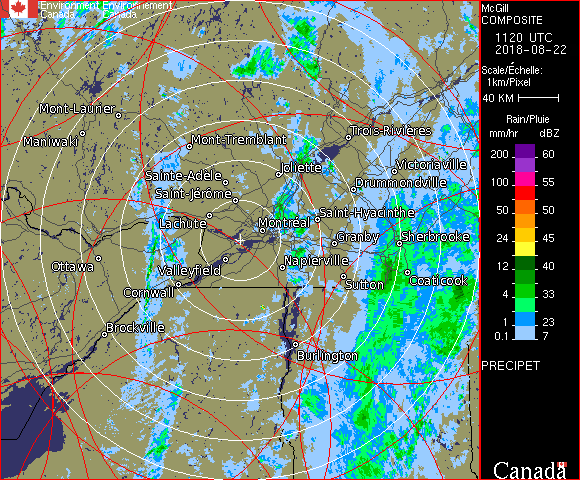 Environment Environnement
Canada Canada
Mont-Laurier
Maniwaki
Mont-Tremblant
Trois-Rivières
Sainte-Adèle
Joliette
Victoriaville
Saint-Jérôme
Drummondville
Lachute
Montréal
Saint-Hyacinthe
Granby
Sherbrooke
Ottawa
Valleyfield
Napierville
Coaticook
Cornwall
Sutton
Brockville
Burlington
McGill
COMPOSITE
1120 UTC
2018-08-22
Scale/Échelle:
1km/Pixel
40 KM
Rain/Pluie
mm/hr dBZ
200 60
100 55
50 50
24 45
12 40
4 33
1 23
0.1 7
PRECIPET
Canada